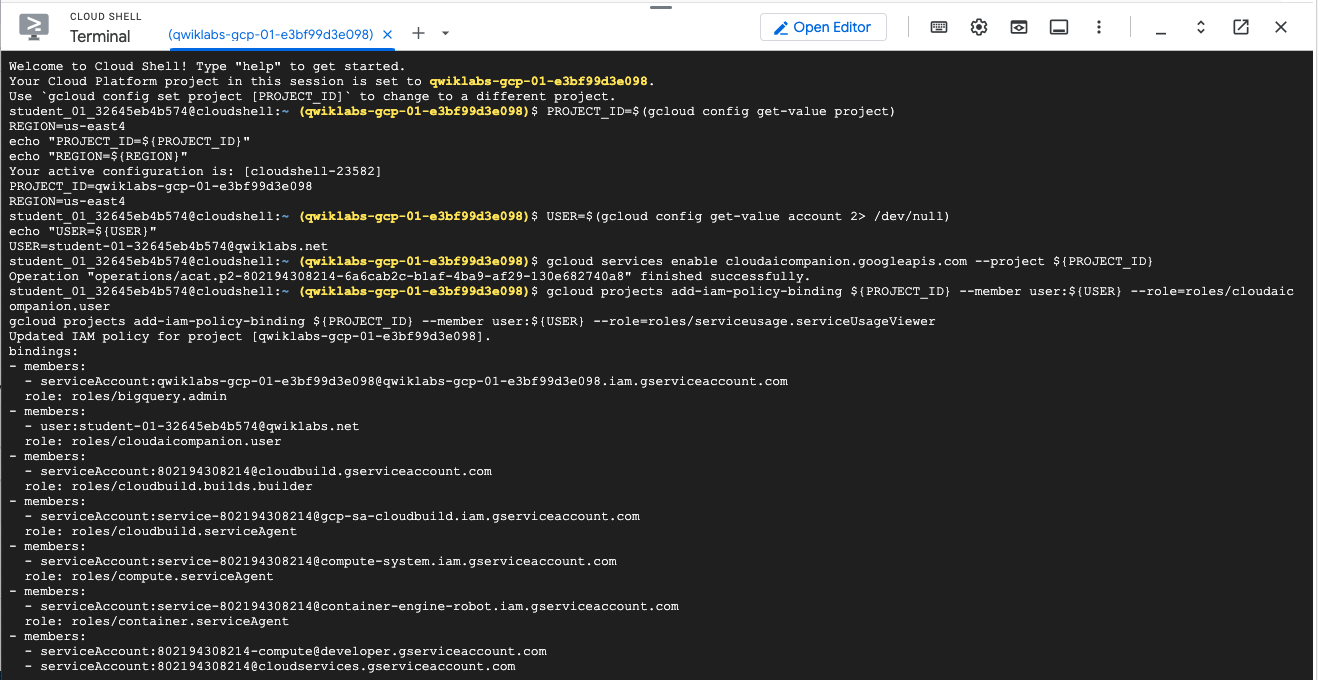 CLOUD SHELL
Terminal
(qwiklabs-gcp-01-e3bf99d3e098)
Open Editor
Welcome to Cloud Shell! Type "help" to get started.
Your Cloud Platform project in this session is set to qwiklabs-gcp-01-e3bf99d3e098.
Use `gcloud config set project [PROJECT_ID]` to change to a different project.
student_01_32645eb4b574@cloudshell:~ (qwiklabs-gcp-01-e3bf99d3e098)$ PROJECT_ID=$(gcloud config get-value project)
REGION=us-east4
echo "PROJECT_ID=${PROJECT_ID}"
echo "REGION=${REGION}"
Your active configuration is: [cloudshell-23582]
PROJECT_ID=qwiklabs-gcp-01-e3bf99d3e098
REGION=us-east4
student_01_32645eb4b574@cloudshell:~ (qwiklabs-gcp-01-e3bf99d3e098)$ USER=$(gcloud config get-value account 2> /dev/null)
echo "USER=${USER}"
USER=student-01-32645eb4b574@qwiklabs.net
student_01_32645eb4b574@cloudshell:~ (qwiklabs-gcp-01-e3bf99d3e098)$ gcloud services enable cloudaicompanion.googleapis.com --project ${PROJECT_ID}
Operation "operations/acat.p2-802194308214-6a6cab2c-b1af-4ba9-af29-130e682740a8" finished successfully.
student_01_32645eb4b574@cloudshell:~ (qwiklabs-gcp-01-e3bf99d3e098)$ gcloud projects add-iam-policy-binding ${PROJECT_ID} --member user:${USER} --role=roles/cloudaic
ompanion.user
gcloud projects add-iam-policy-binding ${PROJECT_ID} --member user:${USER} --role=roles/serviceusage.serviceUsageViewer
Updated IAM policy for project [qwiklabs-gcp-01-e3bf99d3e098].
bindings:
- members:
  - serviceAccount:qwiklabs-gcp-01-e3bf99d3e098@qwiklabs-gcp-01-e3bf99d3e098.iam.gserviceaccount.com
  role: roles/bigquery.admin
- members:
  - user:student-01-32645eb4b574@qwiklabs.net
  role: roles/cloudaicompanion.user
- members:
  - serviceAccount:802194308214@cloudbuild.gserviceaccount.com
  role: roles/cloudbuild.builds.builder
- members:
  - serviceAccount:service-802194308214@gcp-sa-cloudbuild.iam.gserviceaccount.com
  role: roles/cloudbuild.serviceAgent
- members:
  - serviceAccount:service-802194308214@compute-system.iam.gserviceaccount.com
  role: roles/compute.serviceAgent
- members:
  - serviceAccount:service-802194308214@container-engine-robot.iam.gserviceaccount.com
  role: roles/container.serviceAgent
- members:
  - serviceAccount:802194308214-compute@developer.gserviceaccount.com
  - serviceAccount:802194308214@cloudservices.gserviceaccount.com